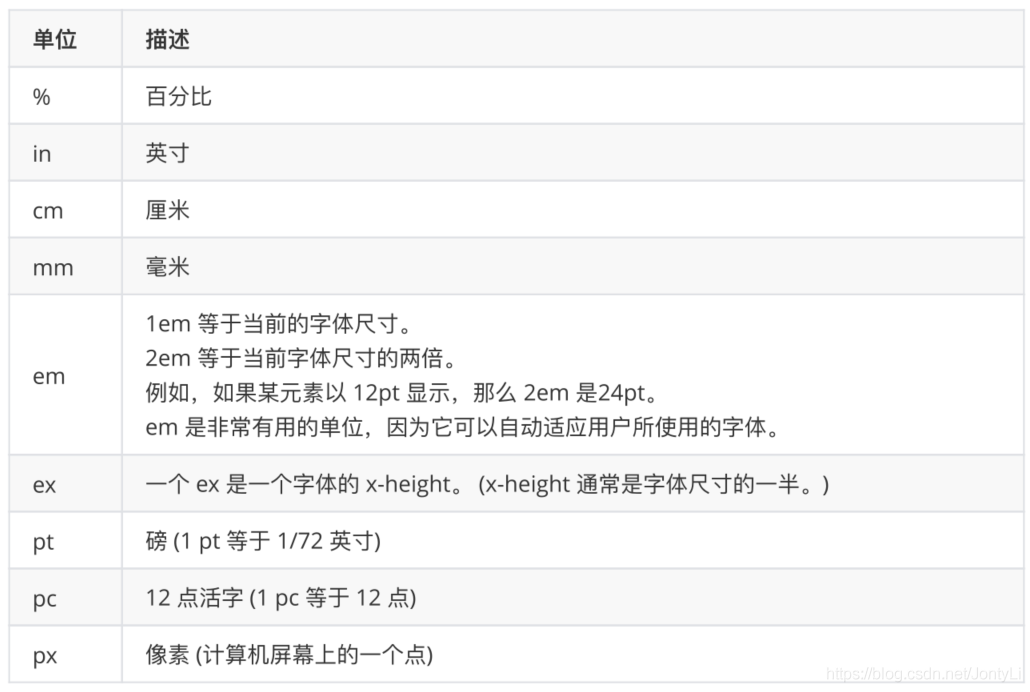 单位 描述
% 百分比
in 英寸
cm 厘米
mm 毫米
em
1em 等于当前的字体尺寸。
2em 等于当前字体尺寸的两倍。
例如，如果某元素以 12pt 显示，那么 2em 是24pt。
em 是非常有用的单位，因为它可以自动适应用户所使用的字体。
ex 一个 ex 是一个字体的 x-height。 (x-height 通常是字体尺寸的一半。)
pt 磅 (1 pt 等于 1/72 英寸)
pc 12 点活字 (1 pc 等于 12 点)
px 像素 (计算机屏幕上的一个点)
https://blog.csdn.net/JontyLi